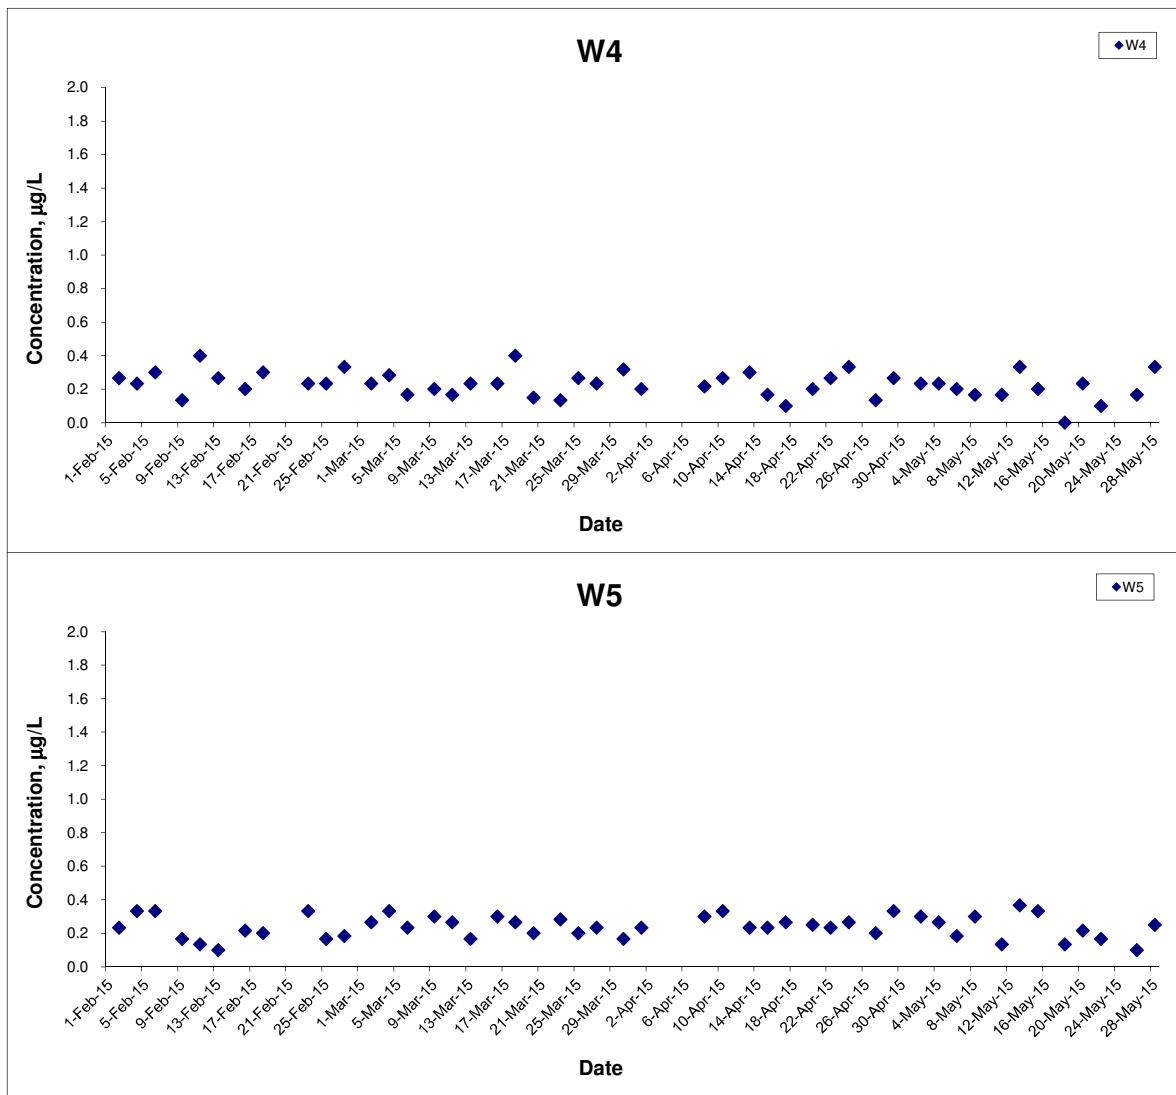 W4
W4
Concentration, µg/L
2.0
1.8
1.6
1.4
1.2
1.0
0.8
0.6
0.4
0.2
0.0
1-Feb-15
5-Feb-15
9-Feb-15
13-Feb-15
17-Feb-15
21-Feb-15
25-Feb-15
1-Mar-15
5-Mar-15
9-Mar-15
13-Mar-15
17-Mar-15
21-Mar-15
25-Mar-15
29-Mar-15
2-Apr-15
6-Apr-15
10-Apr-15
14-Apr-15
18-Apr-15
22-Apr-15
26-Apr-15
30-Apr-15
4-May-15
8-May-15
12-May-15
16-May-15
20-May-15
24-May-15
28-May-15
Date
W5
W5
Concentration, µg/L
2.0
1.8
1.6
1.4
1.2
1.0
0.8
0.6
0.4
0.2
0.0
1-Feb-15
5-Feb-15
9-Feb-15
13-Feb-15
17-Feb-15
21-Feb-15
25-Feb-15
1-Mar-15
5-Mar-15
9-Mar-15
13-Mar-15
17-Mar-15
21-Mar-15
25-Mar-15
29-Mar-15
2-Apr-15
6-Apr-15
10-Apr-15
14-Apr-15
18-Apr-15
22-Apr-15
26-Apr-15
30-Apr-15
4-May-15
8-May-15
12-May-15
16-May-15
20-May-15
24-May-15
28-May-15
Date